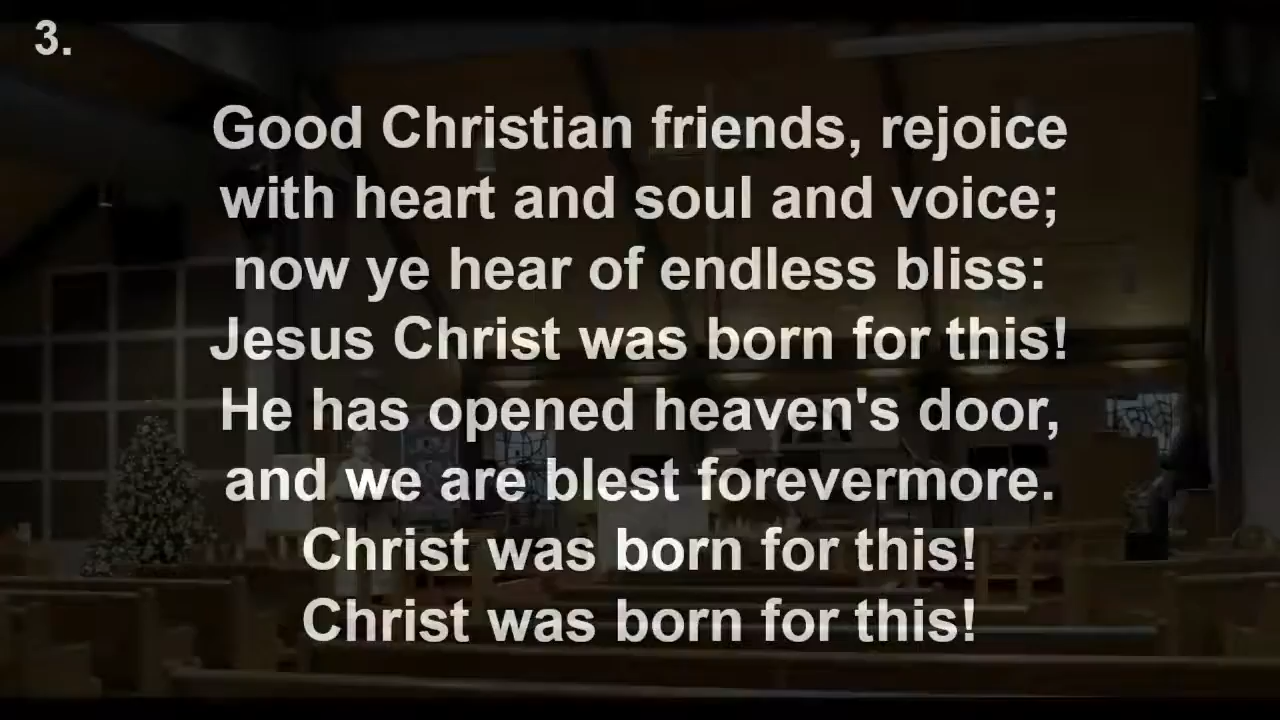 3.
Good Christian friends, rejoice
with heart and soul and voice;
now ye hear of endless bliss:
Jesus Christ was born for this!
He has opened heaven's door,
and we are blest forevermore.
Christ was born for this!
Christ was born for this!